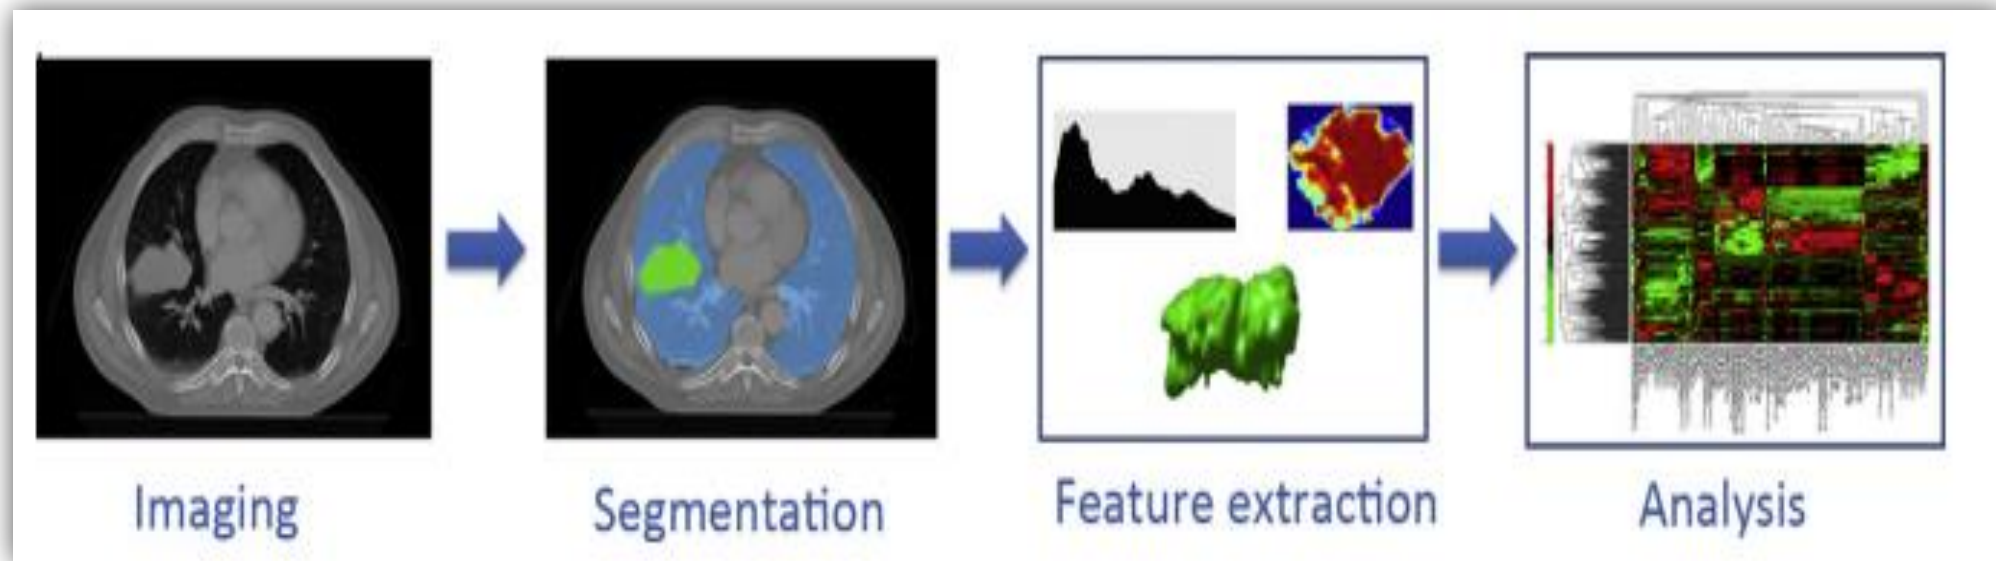 Imaging
Segmentation
Feature extraction
Analysis